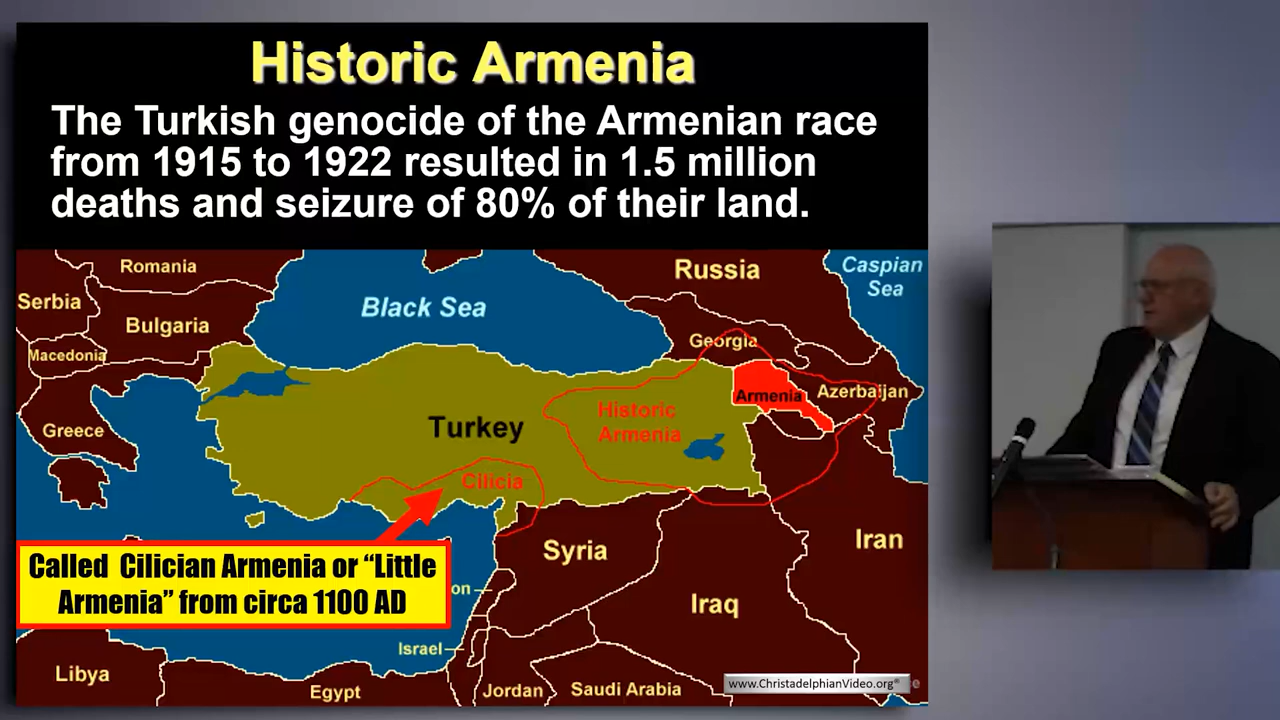 Historic Armenia
The Turkish genocide of the Armenian race
from 1915 to 1922 resulted in 1.5 million
deaths and seizure of 80% of their land.
Romania
Russia
Caspian
Sea
Serbia
Black Sea
Bulgaria
Georgia
Macedonia
Armenia
Azerbaijan
Historic
Armenia
Greece
Turkey
Cilicia
Syria
Iran
Called Cilician Armenia or “Little
Armenia” from circa 1100 AD
on
Iraq
Israel
Libya
Egypt
Jordan
Saudi Arabia
www.ChristadelphianVideo.org®